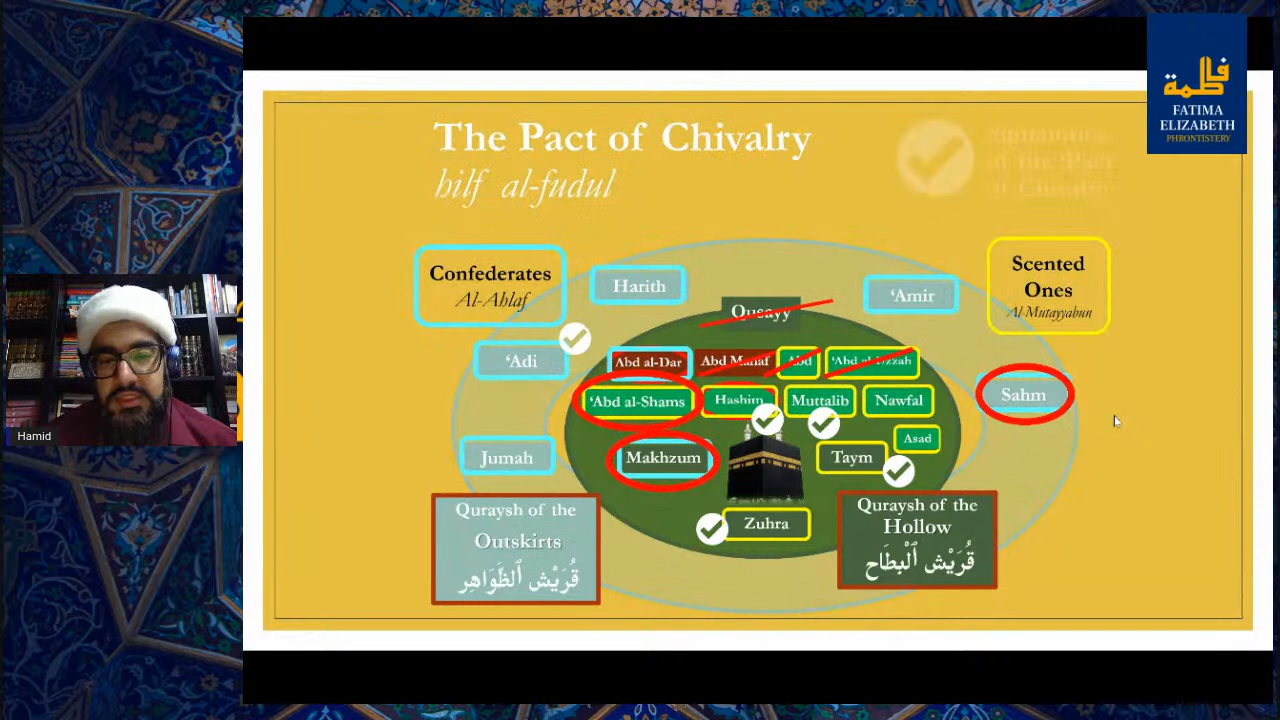 فاطمة
FATIMA
ELIZABETH
PHRONTISTERY
The Pact of Chivalry
hilf al-fudul
Confederates
Al-Ahlaf
Harith
Qusayy
‘Amir
Scented
Ones
Al Mutayyabun
‘Adi
Abd al-Dar
Abd Manaf
Abd
‘Abd al-Uzzah
‘Abd al-Shams
Hashim
Muttalib
Nawfal
Sahm
Jumah
Makhzum
Taym
Asad
Zuhra
Quraysh of the
Outskirts
قُرَيْش ٱلظَّوَاهِر
Quraysh of the
Hollow
قُرَيْش ٱلْبِطَاح
Hamid